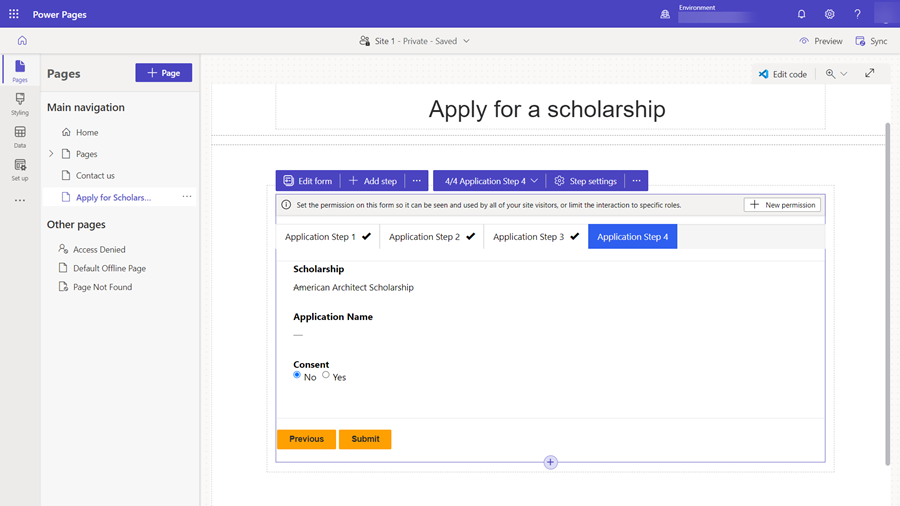 Power Pages
Environment
Site 1 - Private - Saved
Preview
Sync
Pages
Styling
Data
Set up
Pages
+ Page
Main navigation
Home
Pages
Contact us
Apply for Scholars... ...
Other pages
Access Denied
Default Offline Page
Page Not Found
Edit code
Apply for a scholarship
Edit form + Add step ... 4/4 Application Step 4 Step settings ...
Set the permission on this form so it can be seen and used by all of your site visitors, or limit the interaction to specific roles. + New permission
Application Step 1 Application Step 2 Application Step 3 Application Step 4
Scholarship
American Architect Scholarship
Application Name
—
Consent
No Yes
Previous Submit